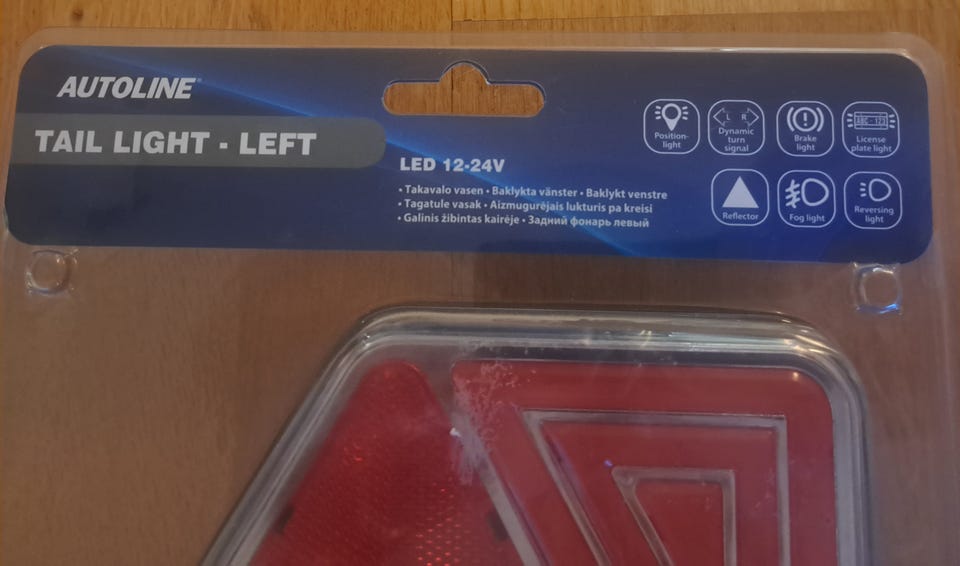 AUTOLINE
TAIL LIGHT - LEFT
LED 12-24V
• Takavalo vasen • Baklykta vänster • Baklykt venstre
• Tagatule vasak • Aizmugurējais lukturis pa kreisi
• Galinis žibintas kairėje • Задний фонарь левый
Position-
light
L R
Dynamic
turn
signal
Brake
light
ABC - 123
License
plate light
Reflector
Fog light
Reversing
light